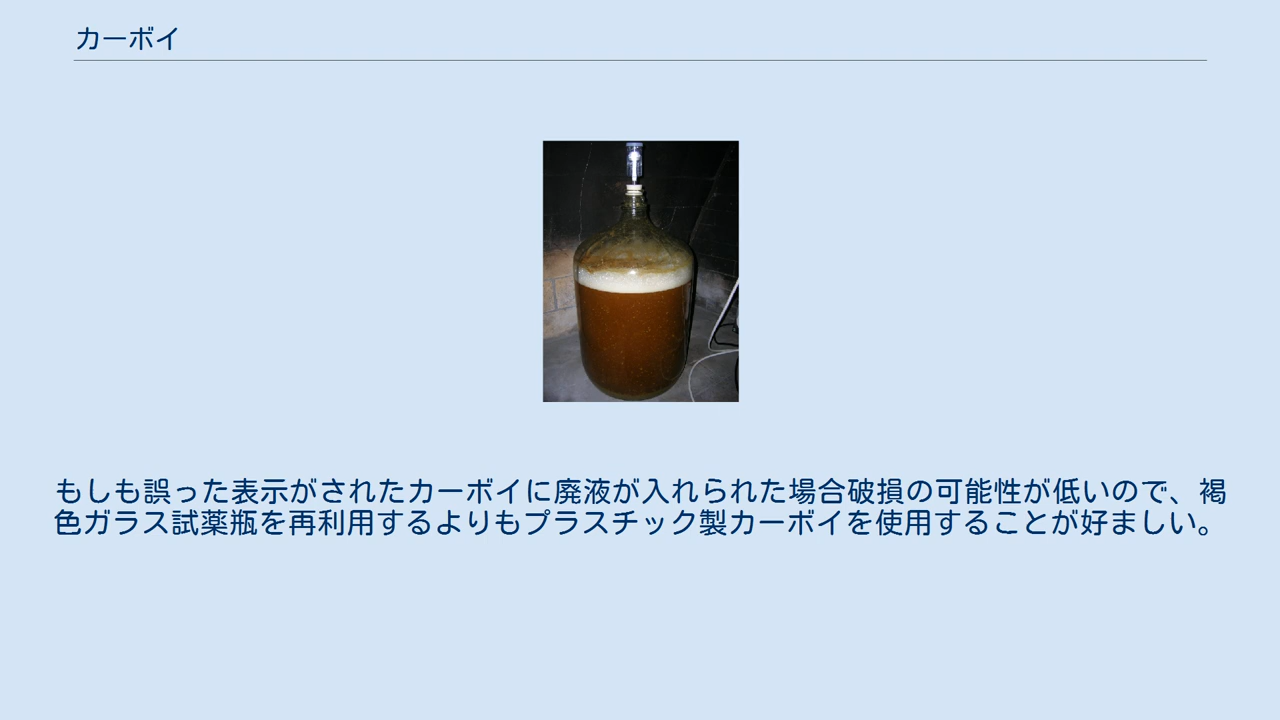 カーボイ
もしも誤った表示がされたカーボイに廃液が入れられた場合破損の可能性が低いので、褐
色ガラス試薬瓶を再利用するよりもプラスチック製カーボイを使用することが好ましい。